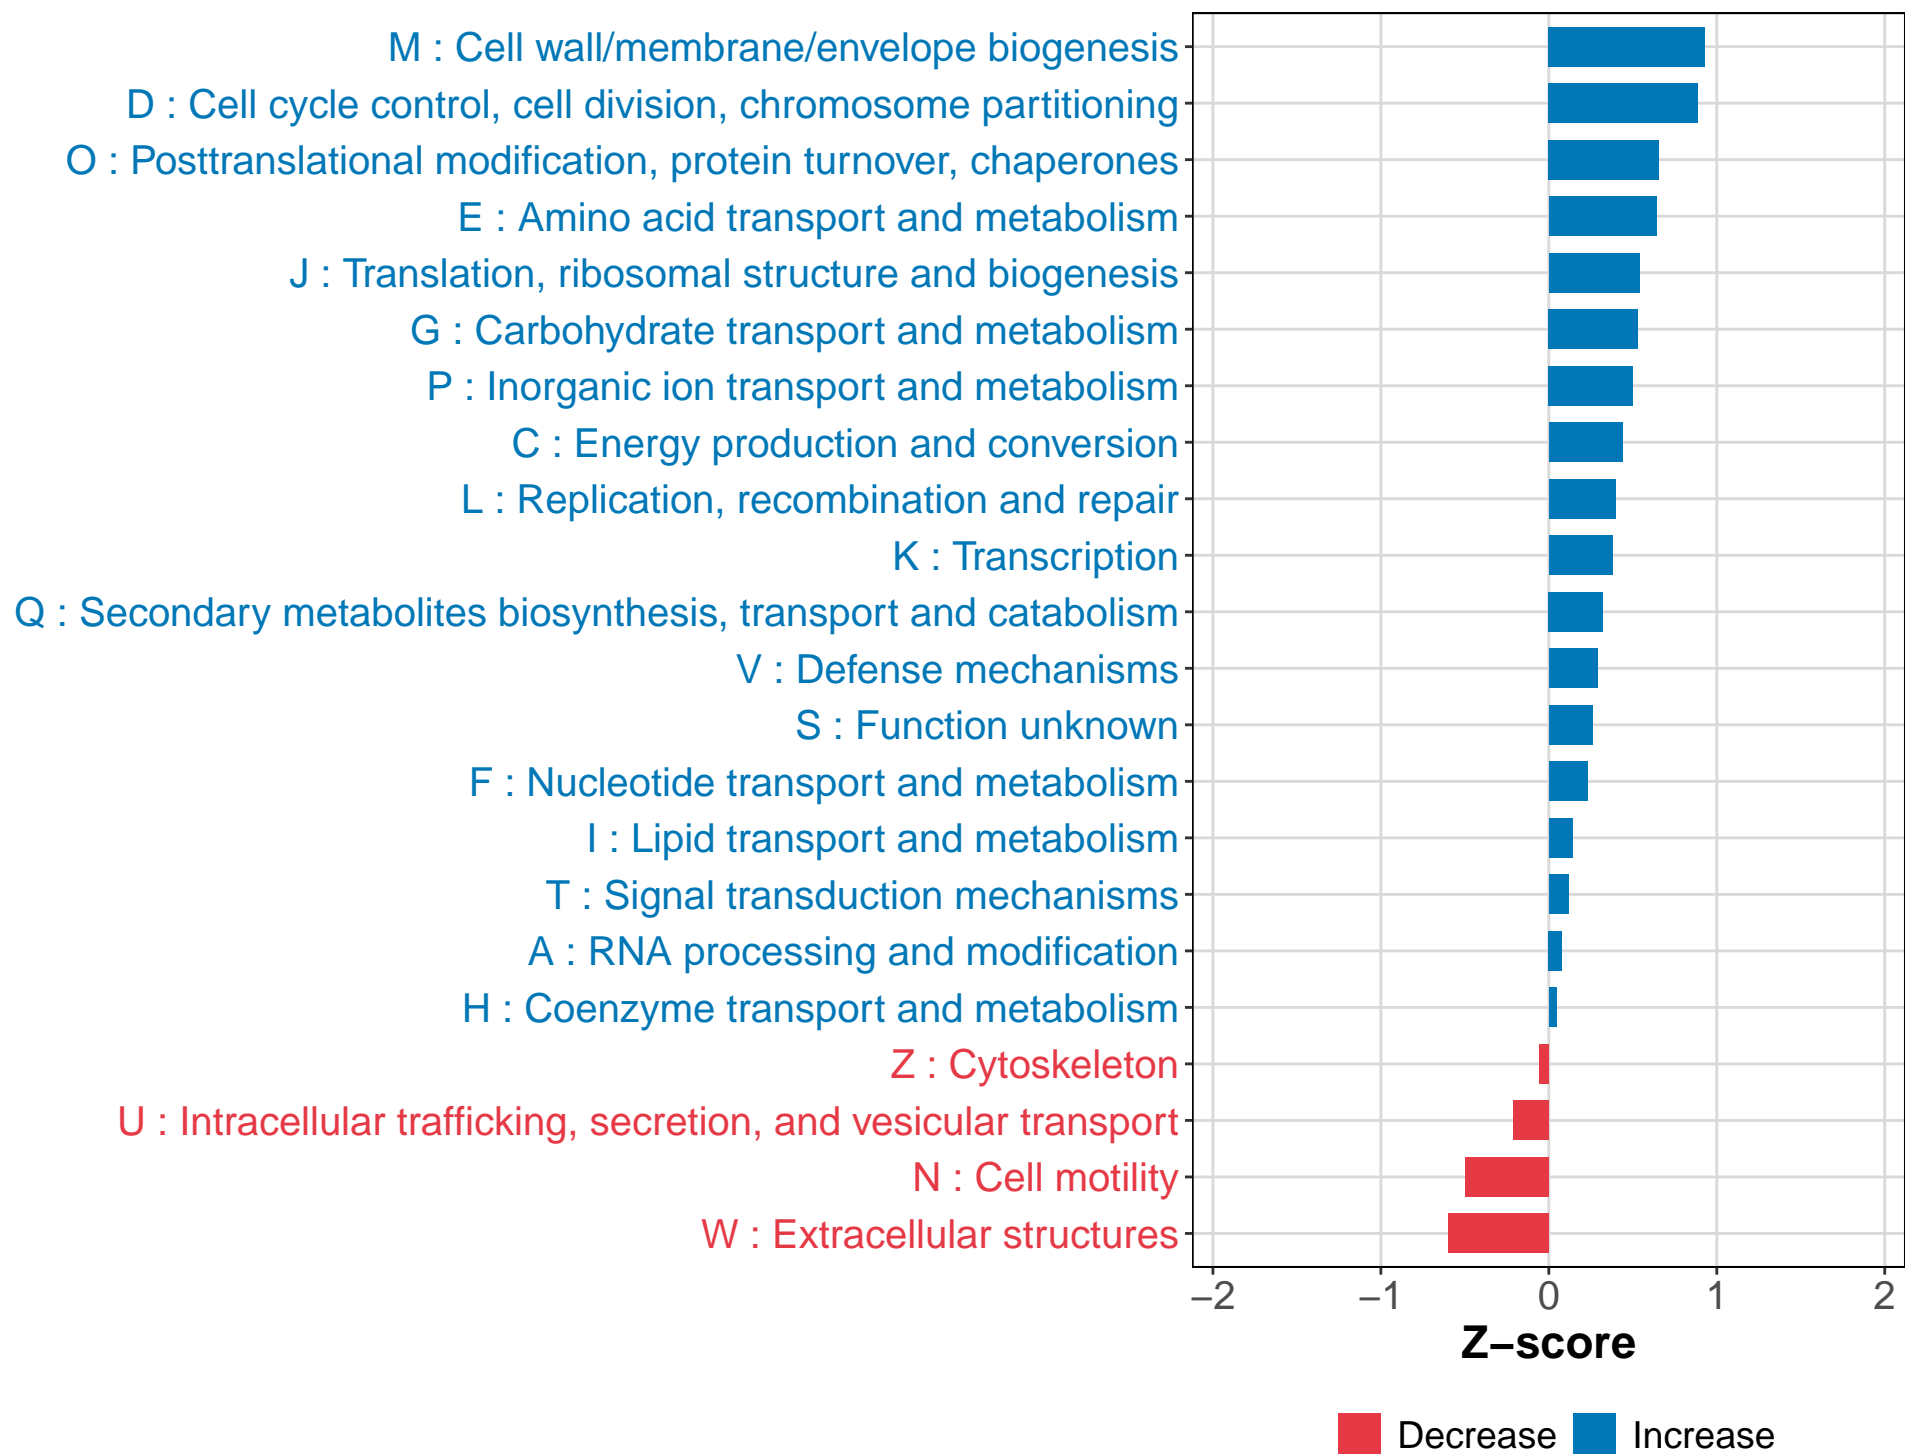 M : Cell wall/membrane/envelope biogenesis
D : Cell cycle control, cell division, chromosome partitioning
O : Posttranslational modification, protein turnover, chaperones
E : Amino acid transport and metabolism
J : Translation, ribosomal structure and biogenesis
G : Carbohydrate transport and metabolism
P : Inorganic ion transport and metabolism
C : Energy production and conversion
L : Replication, recombination and repair
K : Transcription
Q : Secondary metabolites biosynthesis, transport and catabolism
V : Defense mechanisms
S : Function unknown
F : Nucleotide transport and metabolism
I : Lipid transport and metabolism
T : Signal transduction mechanisms
A : RNA processing and modification
H : Coenzyme transport and metabolism
Z : Cytoskeleton
U : Intracellular trafficking, secretion, and vesicular transport
N : Cell motility
W : Extracellular structures
−2 −1 0 1 2
Z−score
Decrease Increase